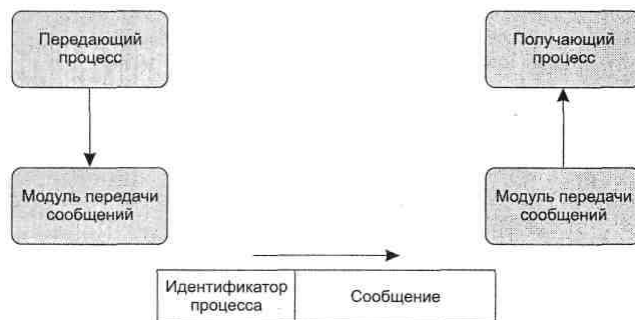 Передающий
процесс
Получающий
процесс
Модуль передачи
сообщений
Модуль передачи
сообщений
Идентификатор
процесса
Сообщение